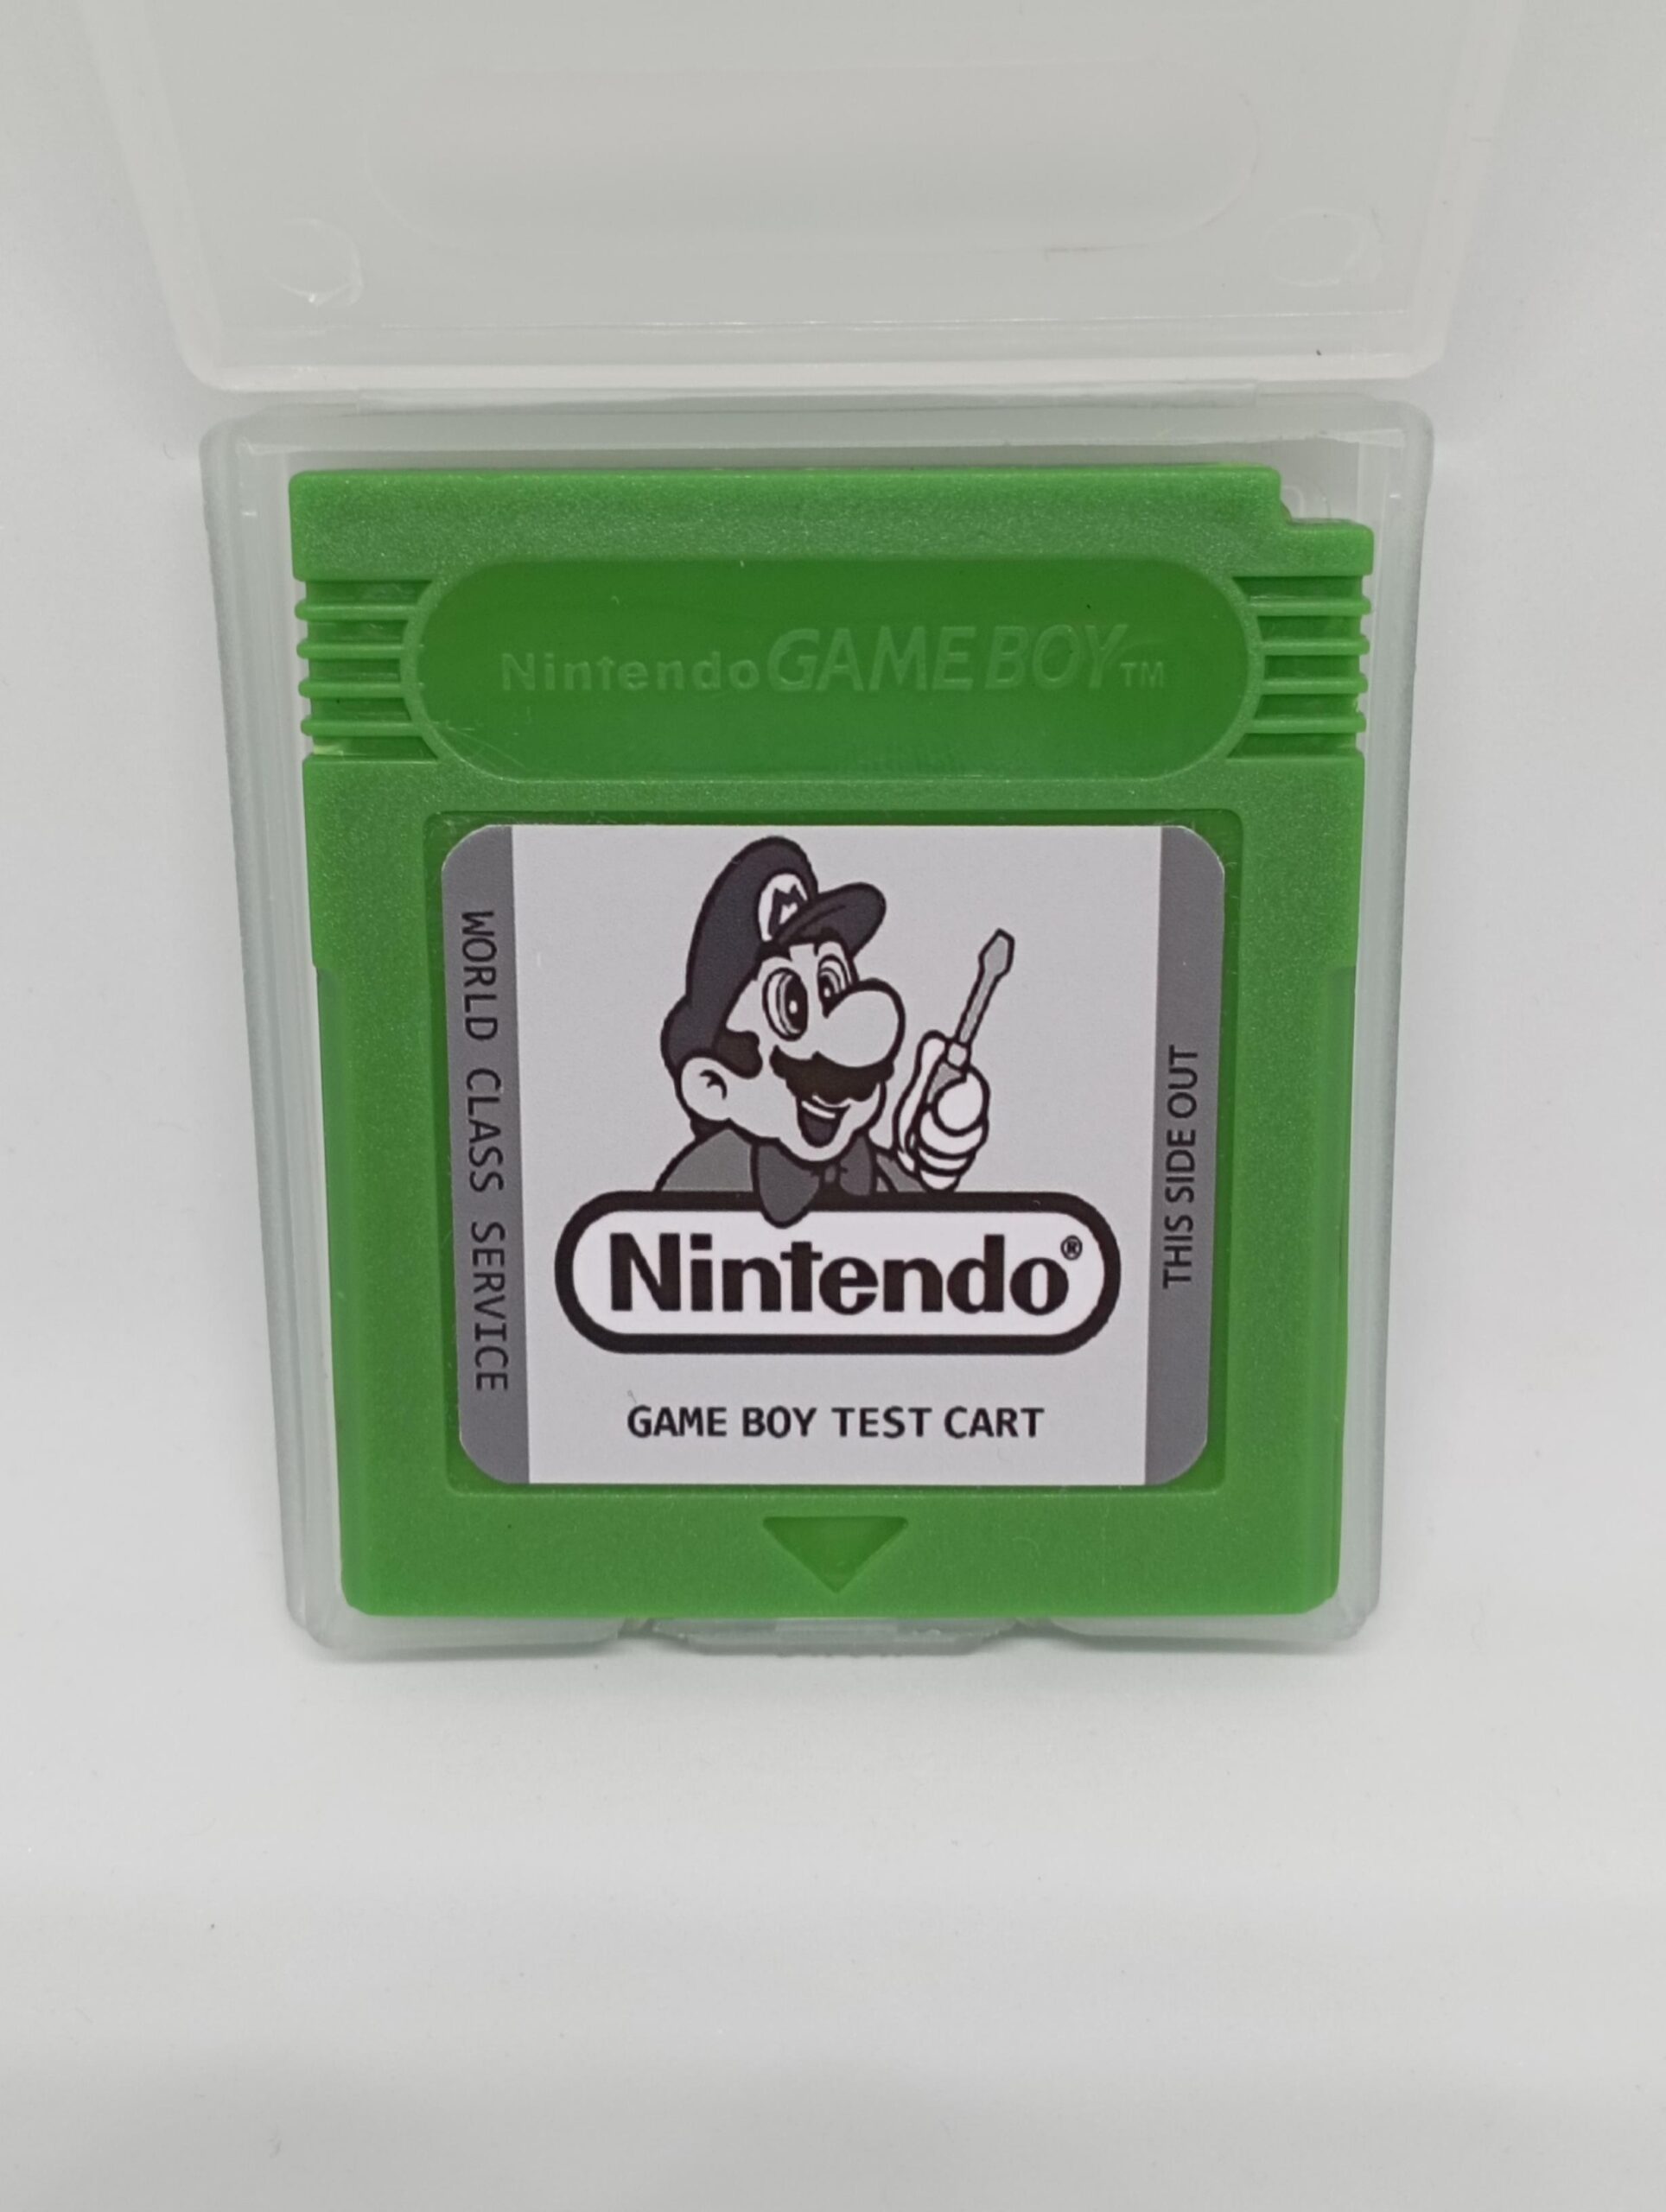 Nintendo GAME BOY TM
WORLD CLASS SERVICE
M
Nintendo®
GAME BOY TEST CART
THIS SIDE OUT